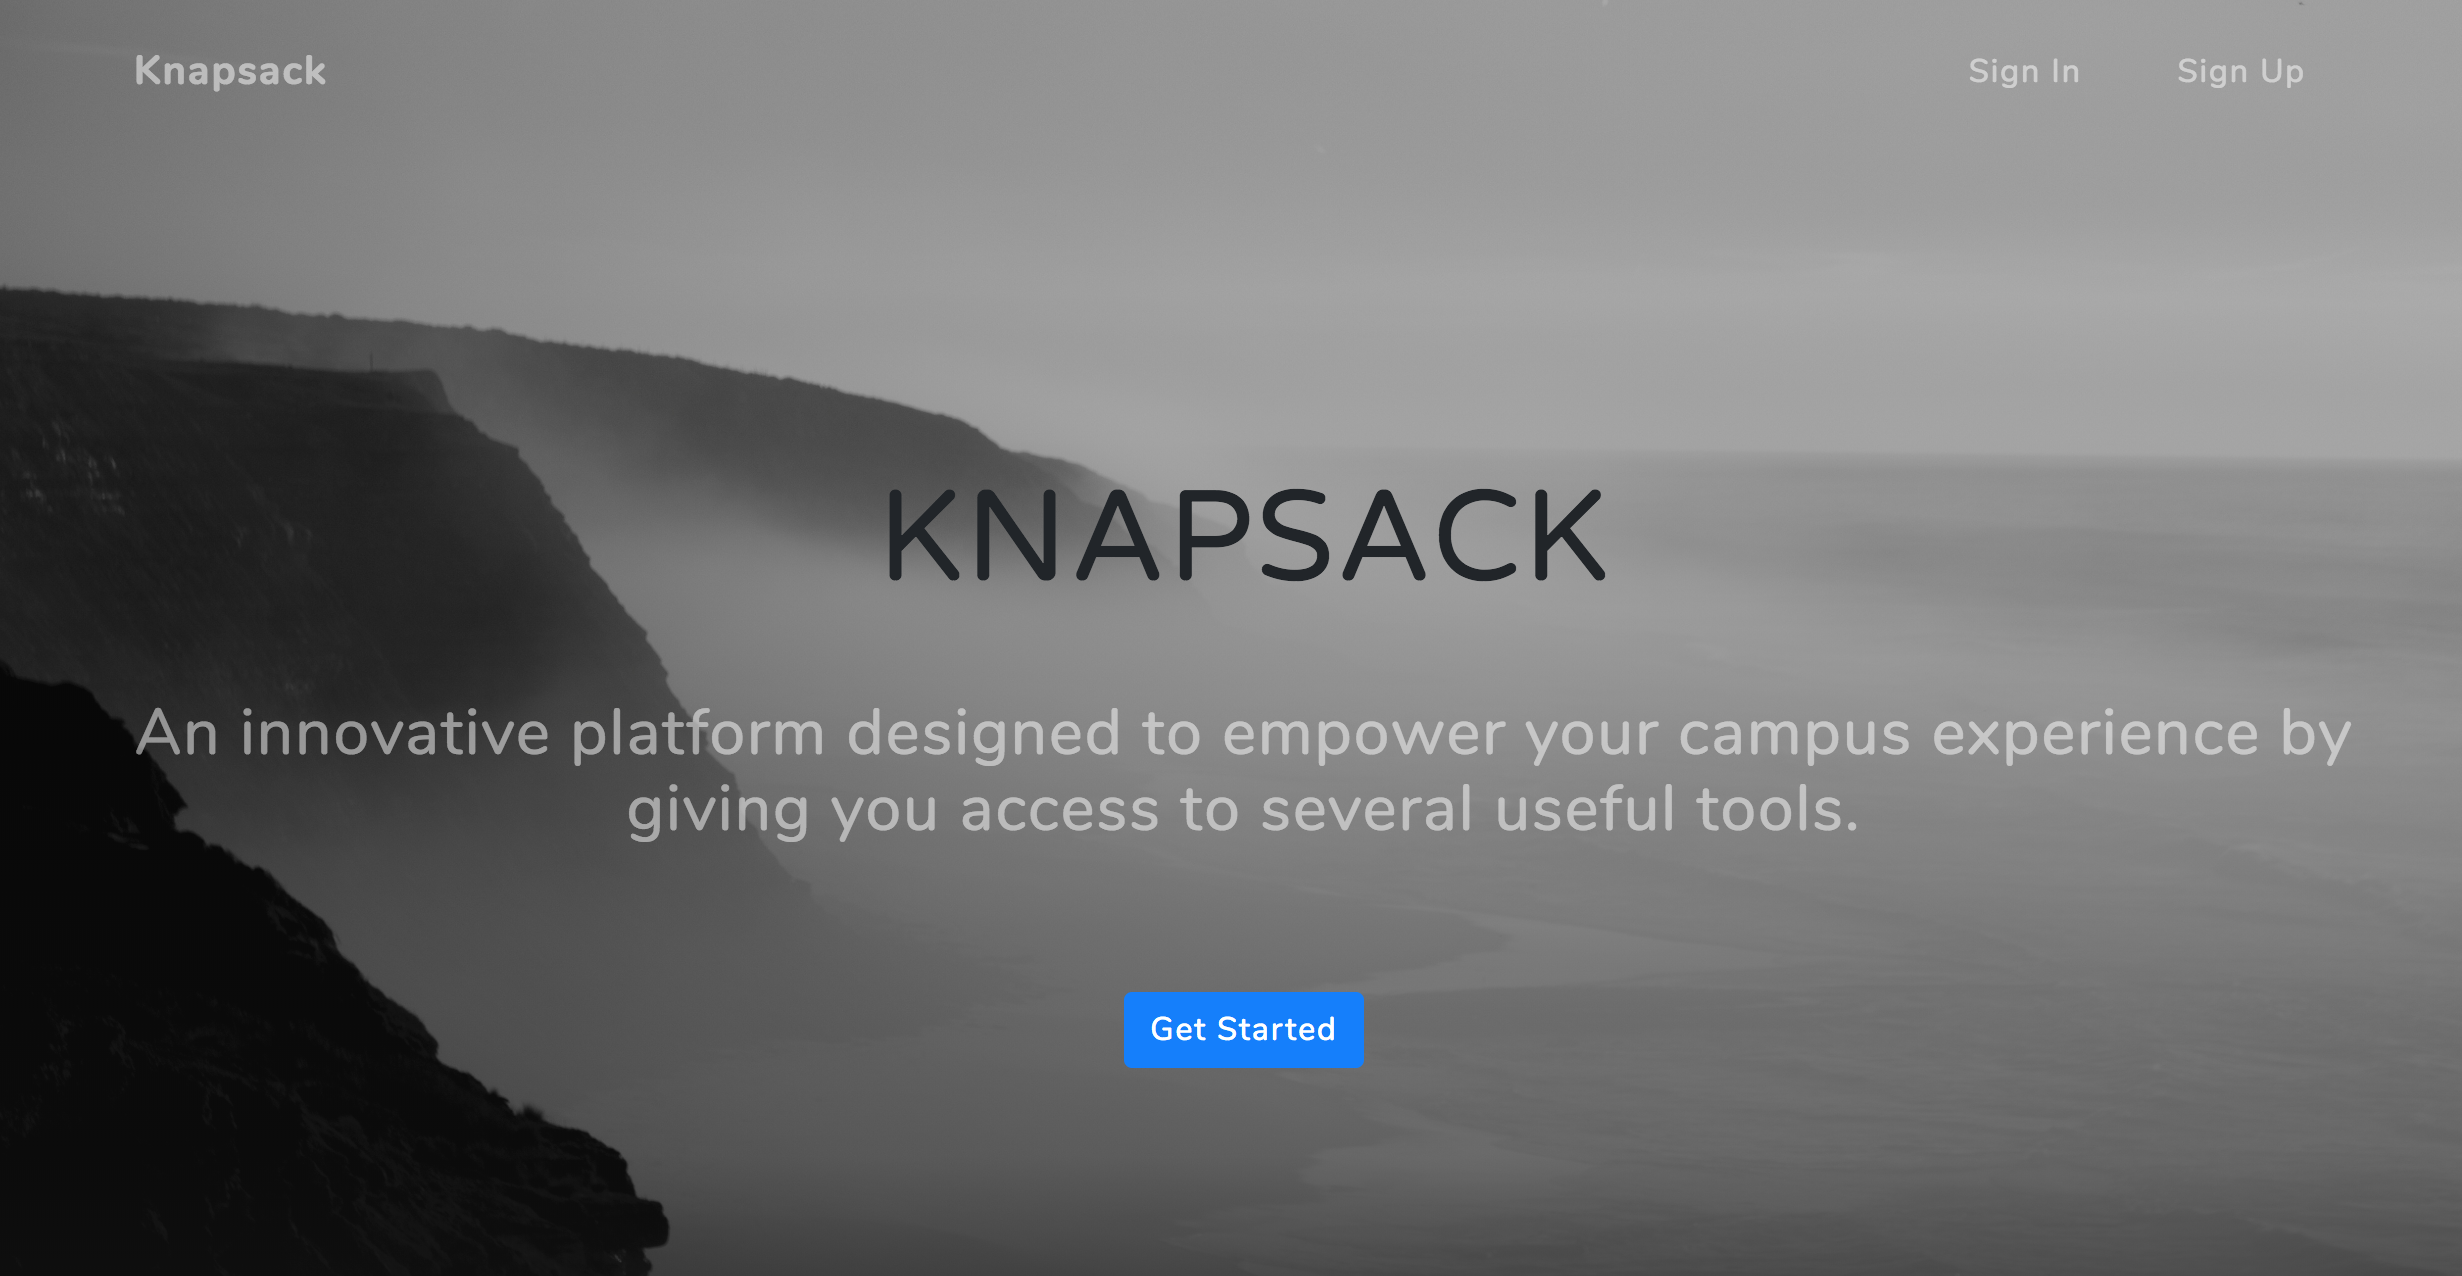 Knapsack
Sign In
Sign Up
KNAPSACK
An innovative platform designed to empower your campus experience by
giving you access to several useful tools.
Get Started